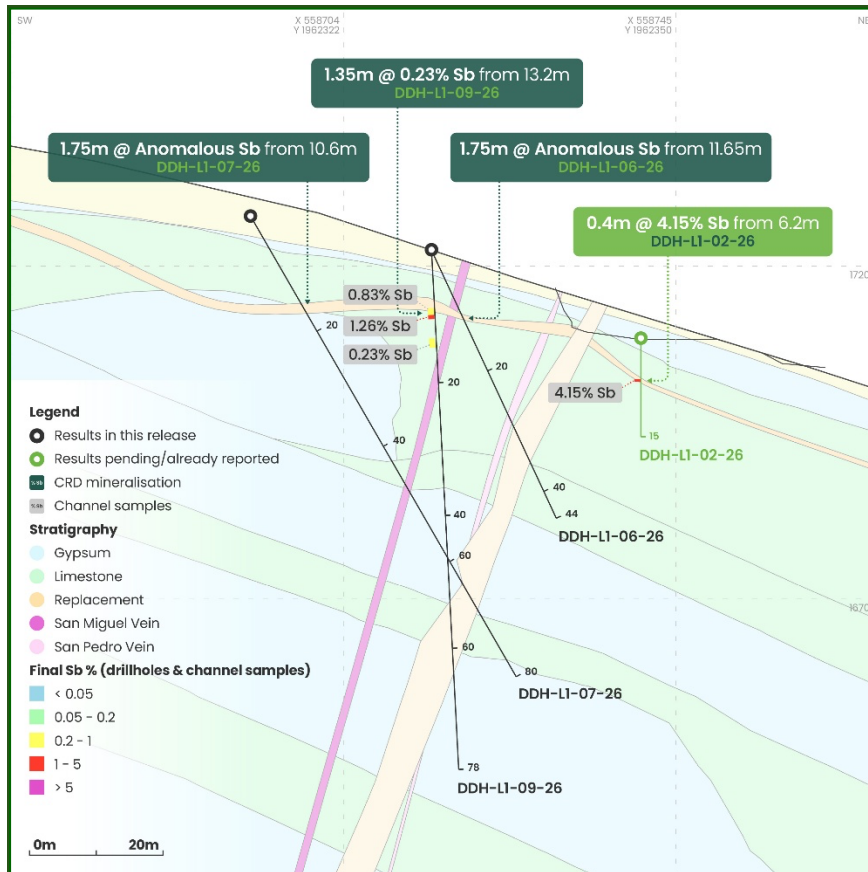 SW
X 558704
Y 1962322
X 558745
Y 1962350
NE
1.35m @ 0.23% Sb from 13.2m
DDH-L1-09-26
1.75m @ Anomalous Sb from 10.6m
DDH-L1-07-26
1.75m @ Anomalous Sb from 11.65m
DDH-L1-06-26
0.4m @ 4.15% Sb from 6.2m
DDH-L1-02-26
1720
0.83% Sb
1.26% Sb
0.23% Sb
20
20
20
4.15% Sb
15
DDH-L1-02-26
40
40
44
DDH-L1-06-26
40
60
1670
60
80
DDH-L1-07-26
78
DDH-L1-09-26
Legend
Results in this release
Results pending/already reported
% Sb CRD mineralisation
% Sb Channel samples
Stratigraphy
Gypsum
Limestone
Replacement
San Miguel Vein
San Pedro Vein
Final Sb % (drillholes & channel samples)
< 0.05
0.05 - 0.2
0.2 - 1
1 - 5
> 5
0m 20m